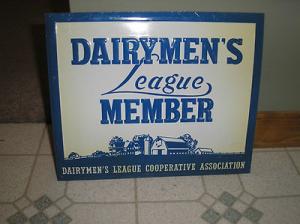 DAIRYMEN'S
League
MEMBER
DAIRYMEN'S LEAGUE COOPERATIVE ASSOCIATION